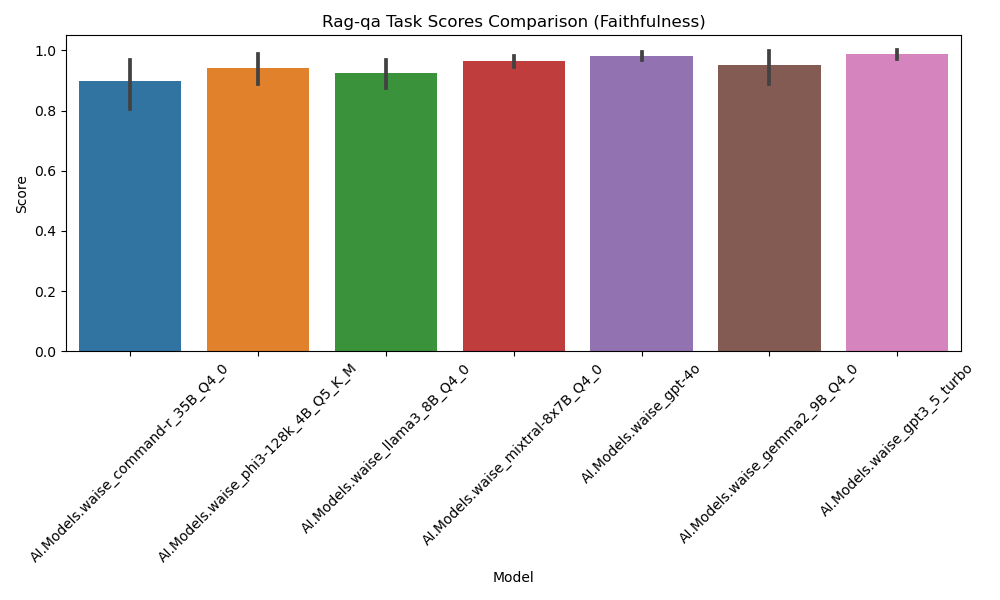 Rag-qa Task Scores Comparison (Faithfulness)
1.0
0.8
0.6
0.4
0.2
0.0
Score
AI.Models.waise_command-r_35B_Q4_0
AI.Models.waise_phi3-128K_4B_Q5_K_M
AI.Models.waise_llama3_8B_Q4_0
AI.Models.waise_mixtral-8x7B_Q4_0
AI.Models.waise_gpt-4o
AI.Models.waise_gemma2_9B_Q4_0
AI.Models.waise_gpt3_5_turbo
Model